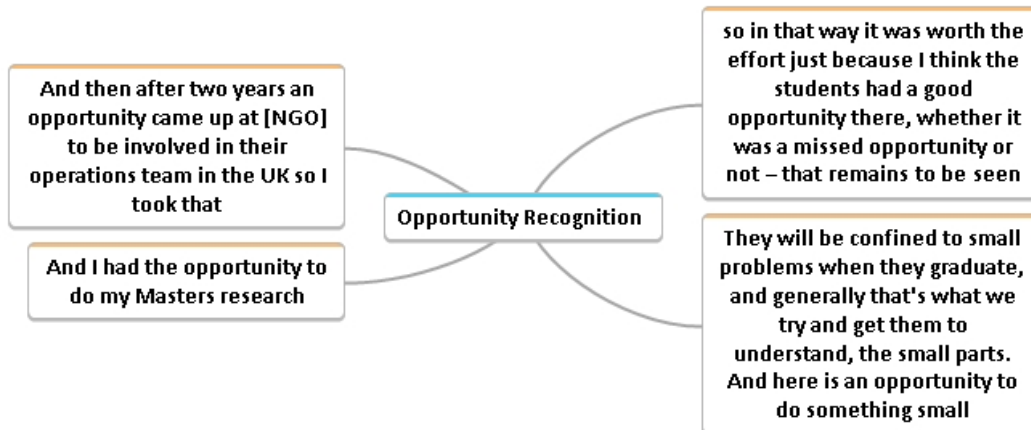 And then after two years an
opportunity came up at [NGO]
to be involved in their
operations team in the UK so I
took that
And I had the opportunity to
do my Masters research
Opportunity Recognition
so in that way it was worth the
effort just because I think the
students had a good
opportunity there, whether it
was a missed opportunity or
not – that remains to be seen
They will be confined to small
problems when they graduate,
and generally that's what we
try and get them to
understand, the small parts.
And here is an opportunity to
do something small